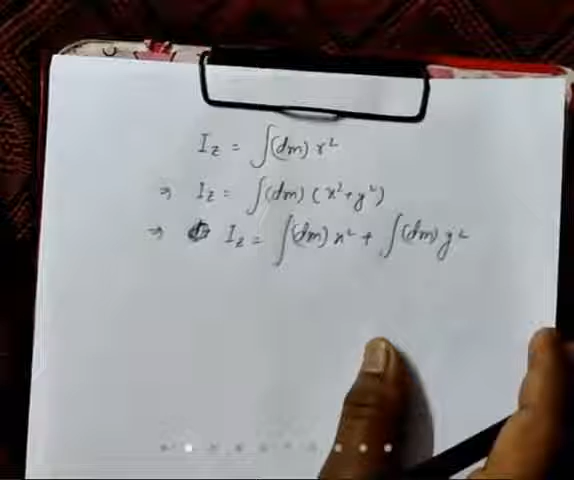 I_z = ∫(dm) r²
⇒ I_z = ∫(dm) (x²+y²)
⇒ I_z = ∫(dm) x² + ∫(dm) y²